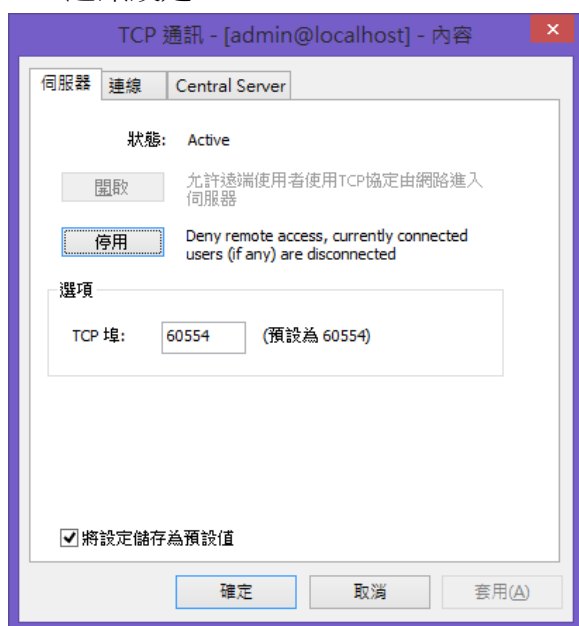 TCP 通訊 - [admin@localhost] - 內容
伺服器 連線 Central Server
狀態: Active
開啟 允許遠端使用者使用TCP協定由網路進入
伺服器
停用 Deny remote access, currently connected
users (if any) are disconnected
選項
TCP 埠: 60554 (預設為 60554)
將設定儲存為預設值
確定 取消 套用(A)